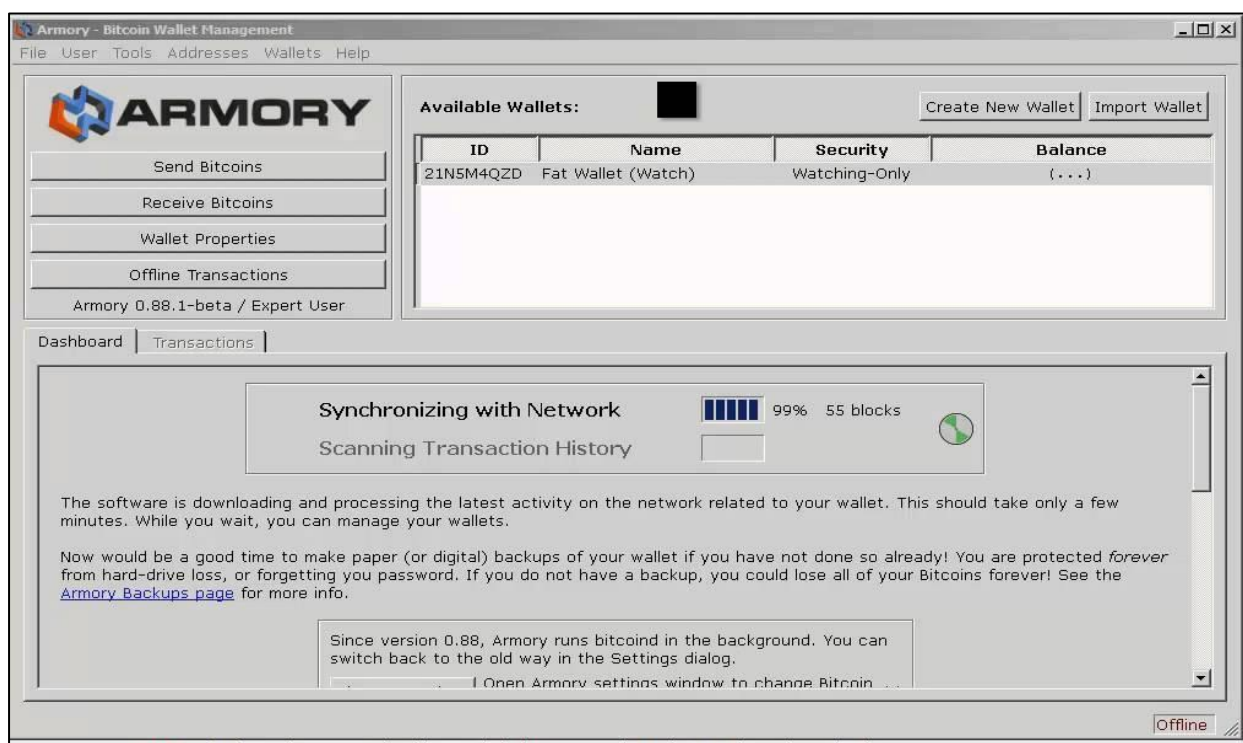 Armory - Bitcoin Wallet Management
File User Tools Addresses Wallets Help
ARMORY
Send Bitcoins
Receive Bitcoins
Wallet Properties
Offline Transactions
Armory 0.88.1-beta / Expert User
Available Wallets:
Create New Wallet Import Wallet
ID Name Security Balance
21N5M4QZD Fat Wallet (Watch) Watching-Only (...)
Dashboard Transactions
Synchronizing with Network 99% 55 blocks
Scanning Transaction History
The software is downloading and processing the latest activity on the network related to your wallet. This should take only a few
minutes. While you wait, you can manage your wallets.
Now would be a good time to make paper (or digital) backups of your wallet if you have not done so already! You are protected forever
from hard-drive loss, or forgetting you password. If you do not have a backup, you could lose all of your Bitcoins forever! See the
Armory Backups page for more info.
Since version 0.88, Armory runs bitcoind in the background. You can
switch back to the old way in the Settings dialog.
Open Armory settings window to change Bitcoin
Offline